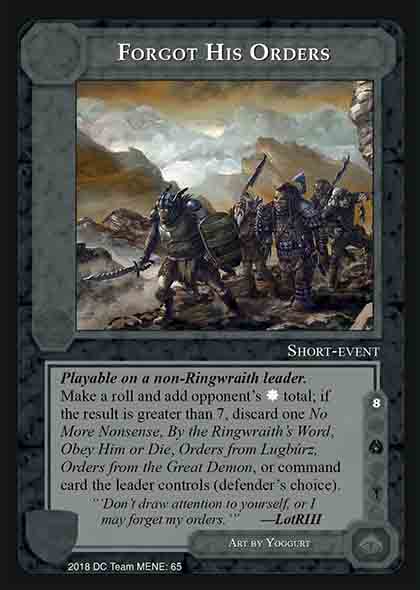 Forgot His Orders
Short-event
Playable on a non-Ringwraith leader.
Make a roll and add opponent's total; if
the result is greater than 7, discard one No
More Nonsense, By the Ringwraith's Word,
Obey Him or Die, Orders from Lugbúrz,
Orders from the Great Demon, or command
card the leader controls (defender's choice).
8
"'Don't draw attention to yourself, or I
may forget my orders.'" —LotRIII
Art by Yoggurt
2018 DC Team MENE: 65